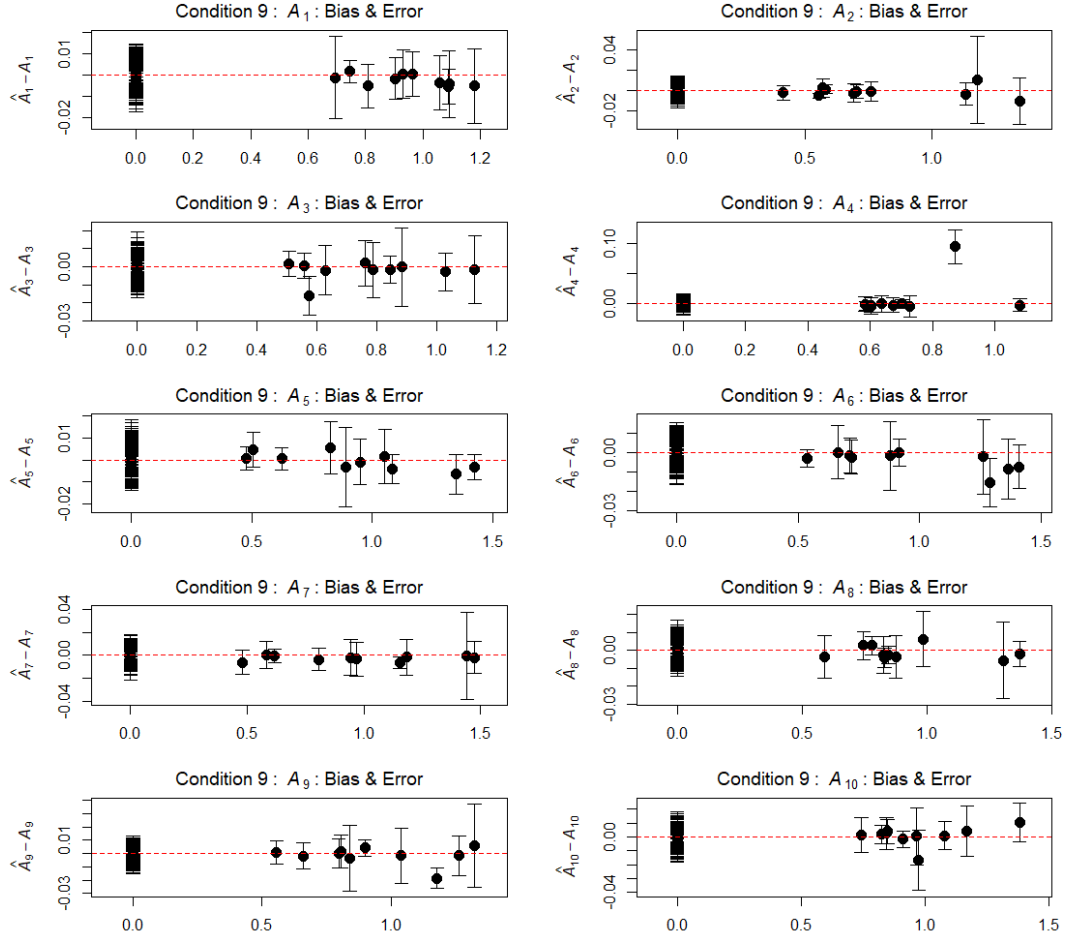 Condition 9 : A1 : Bias & Error
Â1 − A1
0.01
-0.02
0.0 0.2 0.4 0.6 0.8 1.0 1.2
Condition 9 : A2 : Bias & Error
Â2 − A2
0.04
-0.02
0.0 0.5 1.0
Condition 9 : A3 : Bias & Error
Â3 − A3
0.00
-0.03
0.0 0.2 0.4 0.6 0.8 1.0 1.2
Condition 9 : A4 : Bias & Error
Â4 − A4
0.10
0.00
0.0 0.2 0.4 0.6 0.8 1.0
Condition 9 : A5 : Bias & Error
Â5 − A5
0.01
-0.02
0.0 0.5 1.0 1.5
Condition 9 : A6 : Bias & Error
Â6 − A6
0.00
-0.03
0.0 0.5 1.0 1.5
Condition 9 : A7 : Bias & Error
Â7 − A7
0.04
0.00
-0.04
0.0 0.5 1.0 1.5
Condition 9 : A8 : Bias & Error
Â8 − A8
0.00
-0.03
0.0 0.5 1.0 1.5
Condition 9 : A9 : Bias & Error
Â9 − A9
0.01
-0.03
0.0 0.5 1.0
Condition 9 : A10 : Bias & Error
Â10 − A10
0.00
-0.04
0.0 0.5 1.0 1.5